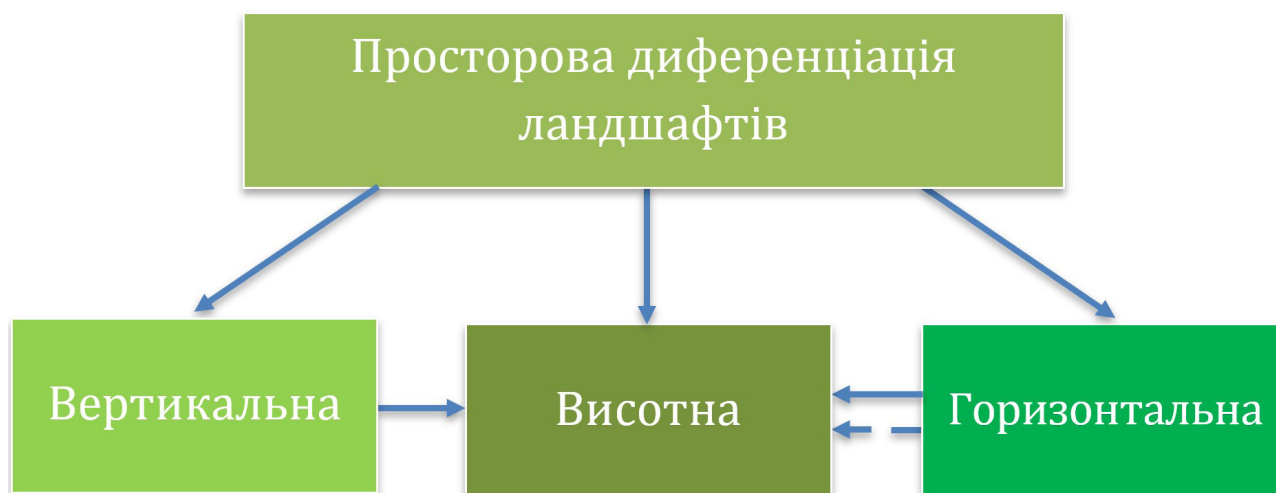 Просторова диференціація
ландшафтів
Вертикальна
Висотна
Горизонтальна